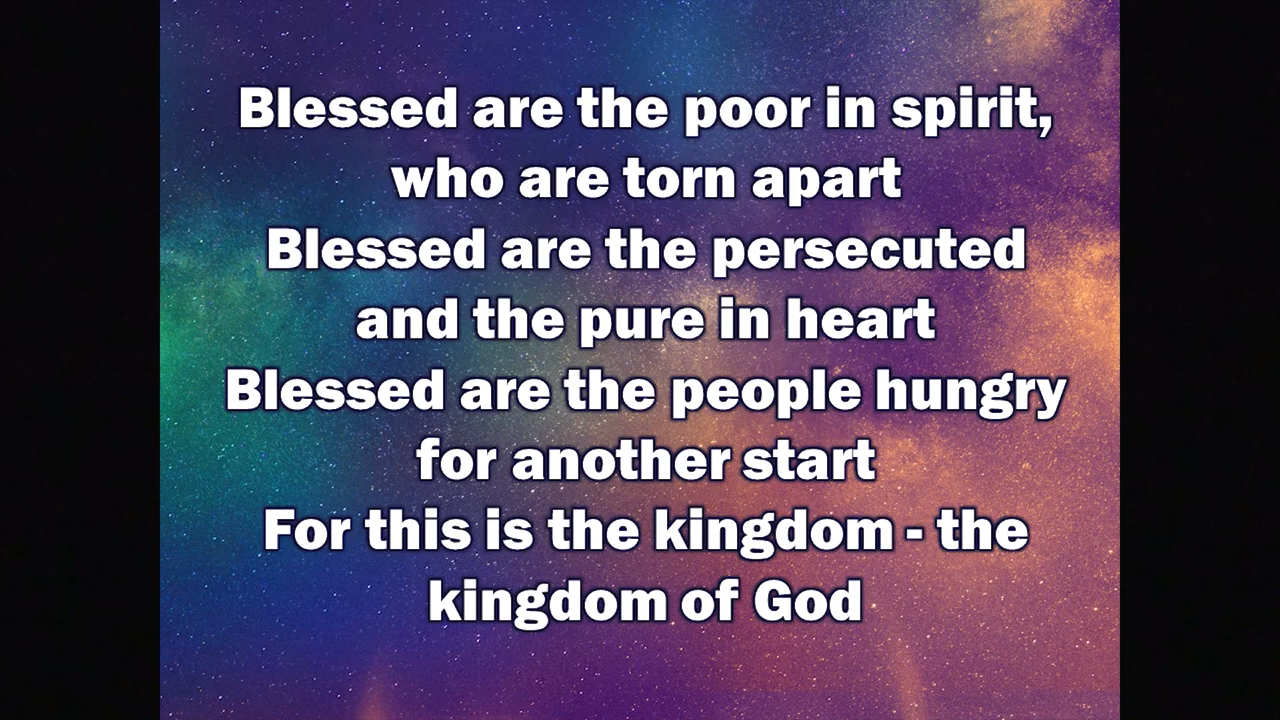 Blessed are the poor in spirit,
who are torn apart
Blessed are the persecuted
and the pure in heart
Blessed are the people hungry
for another start
For this is the kingdom - the
kingdom of God